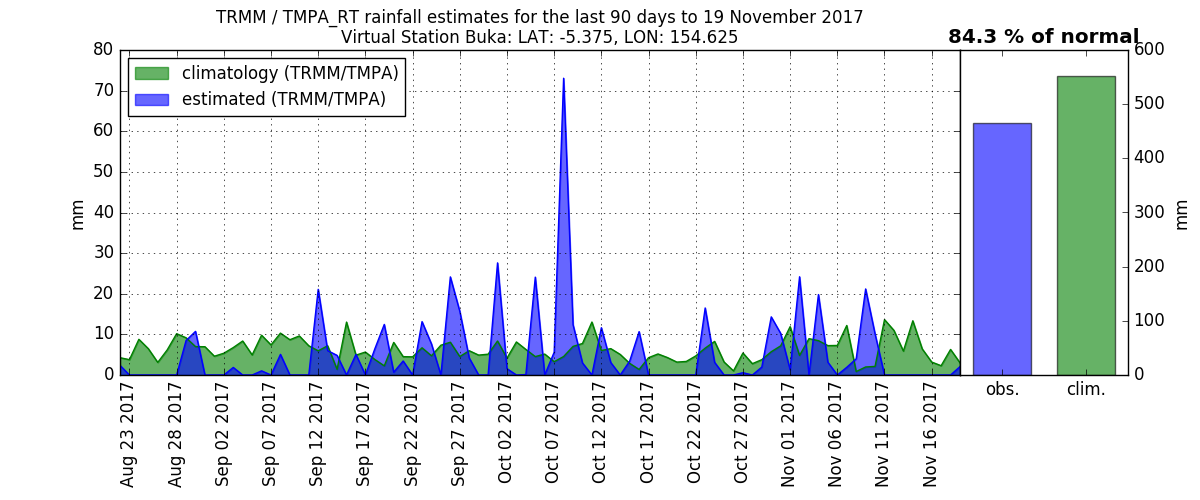 TRMM / TMPA_RT rainfall estimates for the last 90 days to 19 November 2017
Virtual Station Buka: LAT: -5.375, LON: 154.625
84.3 % of normal
climatology (TRMM/TMPA)
estimated (TRMM/TMPA)
80
70
60
50
40
30
20
10
0
mm
600
500
400
300
200
100
0
mm
obs.
clim.
Aug 23 2017
Aug 28 2017
Sep 02 2017
Sep 07 2017
Sep 12 2017
Sep 17 2017
Sep 22 2017
Sep 27 2017
Oct 02 2017
Oct 07 2017
Oct 12 2017
Oct 17 2017
Oct 22 2017
Oct 27 2017
Nov 01 2017
Nov 06 2017
Nov 11 2017
Nov 16 2017